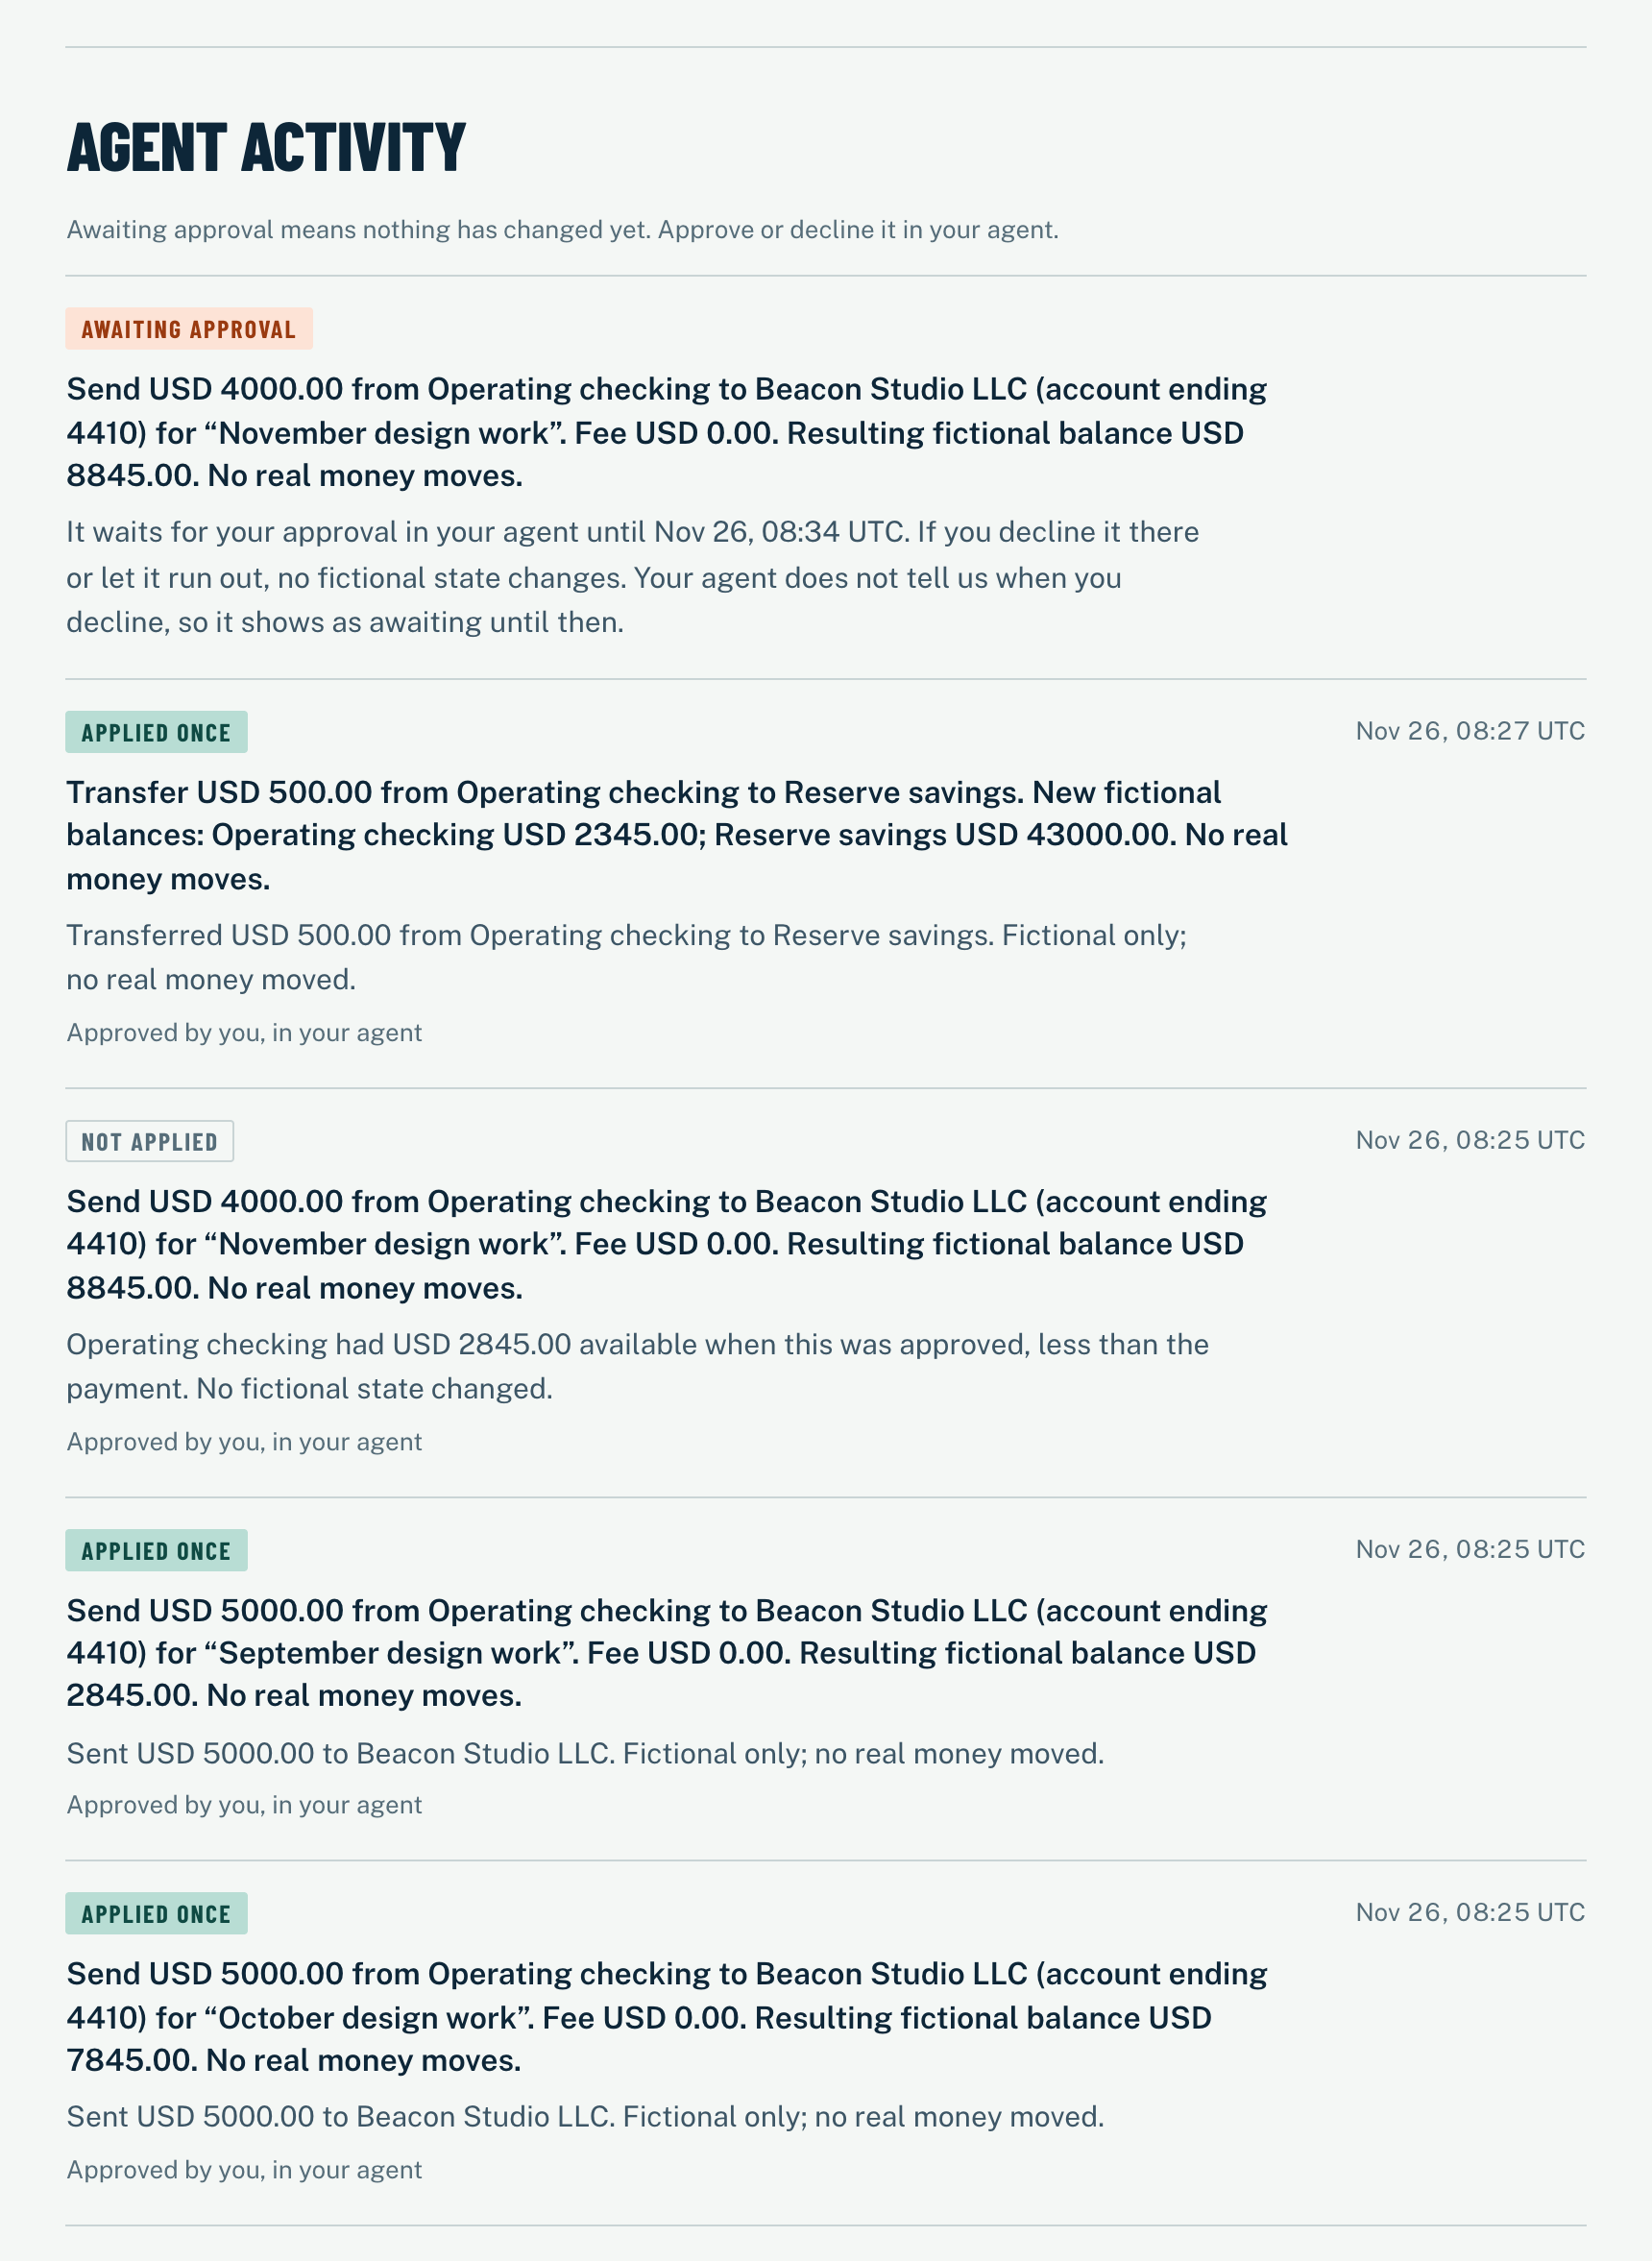 AGENT ACTIVITY
Awaiting approval means nothing has changed yet. Approve or decline it in your agent.
AWAITING APPROVAL
Send USD 4000.00 from Operating checking to Beacon Studio LLC (account ending
4410) for “November design work”. Fee USD 0.00. Resulting fictional balance USD
8845.00. No real money moves.
It waits for your approval in your agent until Nov 26, 08:34 UTC. If you decline it there
or let it run out, no fictional state changes. Your agent does not tell us when you
decline, so it shows as awaiting until then.
APPLIED ONCE
Nov 26, 08:27 UTC
Transfer USD 500.00 from Operating checking to Reserve savings. New fictional
balances: Operating checking USD 2345.00; Reserve savings USD 43000.00. No real
money moves.
Transferred USD 500.00 from Operating checking to Reserve savings. Fictional only;
no real money moved.
Approved by you, in your agent
NOT APPLIED
Nov 26, 08:25 UTC
Send USD 4000.00 from Operating checking to Beacon Studio LLC (account ending
4410) for “November design work”. Fee USD 0.00. Resulting fictional balance USD
8845.00. No real money moves.
Operating checking had USD 2845.00 available when this was approved, less than the
payment. No fictional state changed.
Approved by you, in your agent
APPLIED ONCE
Nov 26, 08:25 UTC
Send USD 5000.00 from Operating checking to Beacon Studio LLC (account ending
4410) for “September design work”. Fee USD 0.00. Resulting fictional balance USD
2845.00. No real money moves.
Sent USD 5000.00 to Beacon Studio LLC. Fictional only; no real money moved.
Approved by you, in your agent
APPLIED ONCE
Nov 26, 08:25 UTC
Send USD 5000.00 from Operating checking to Beacon Studio LLC (account ending
4410) for “October design work”. Fee USD 0.00. Resulting fictional balance USD
7845.00. No real money moves.
Sent USD 5000.00 to Beacon Studio LLC. Fictional only; no real money moved.
Approved by you, in your agent